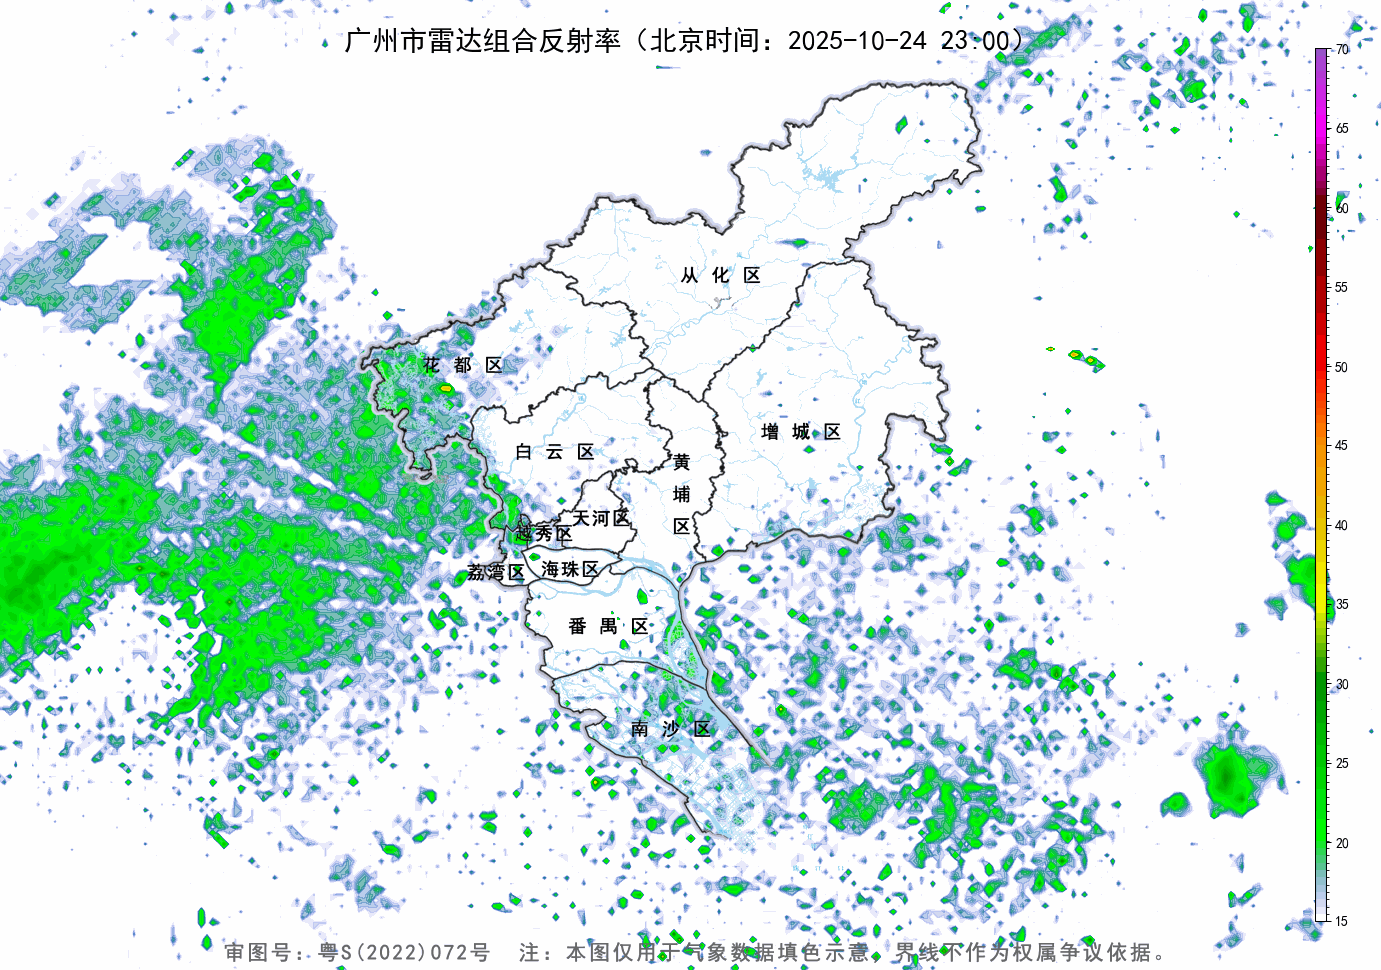 广州市雷达组合反射率（北京时间：2025-10-24 23:00）
70
65
60
55
50
45
40
35
30
25
20
15
从化区
花都区
增城区
白云区
黄埔区
天河区
越秀区
荔湾区
海珠区
番禺区
南沙区
审图号：粤S(2022)072号 注：本图仅用于气象数据填色示意，界线不作为权属争议依据。